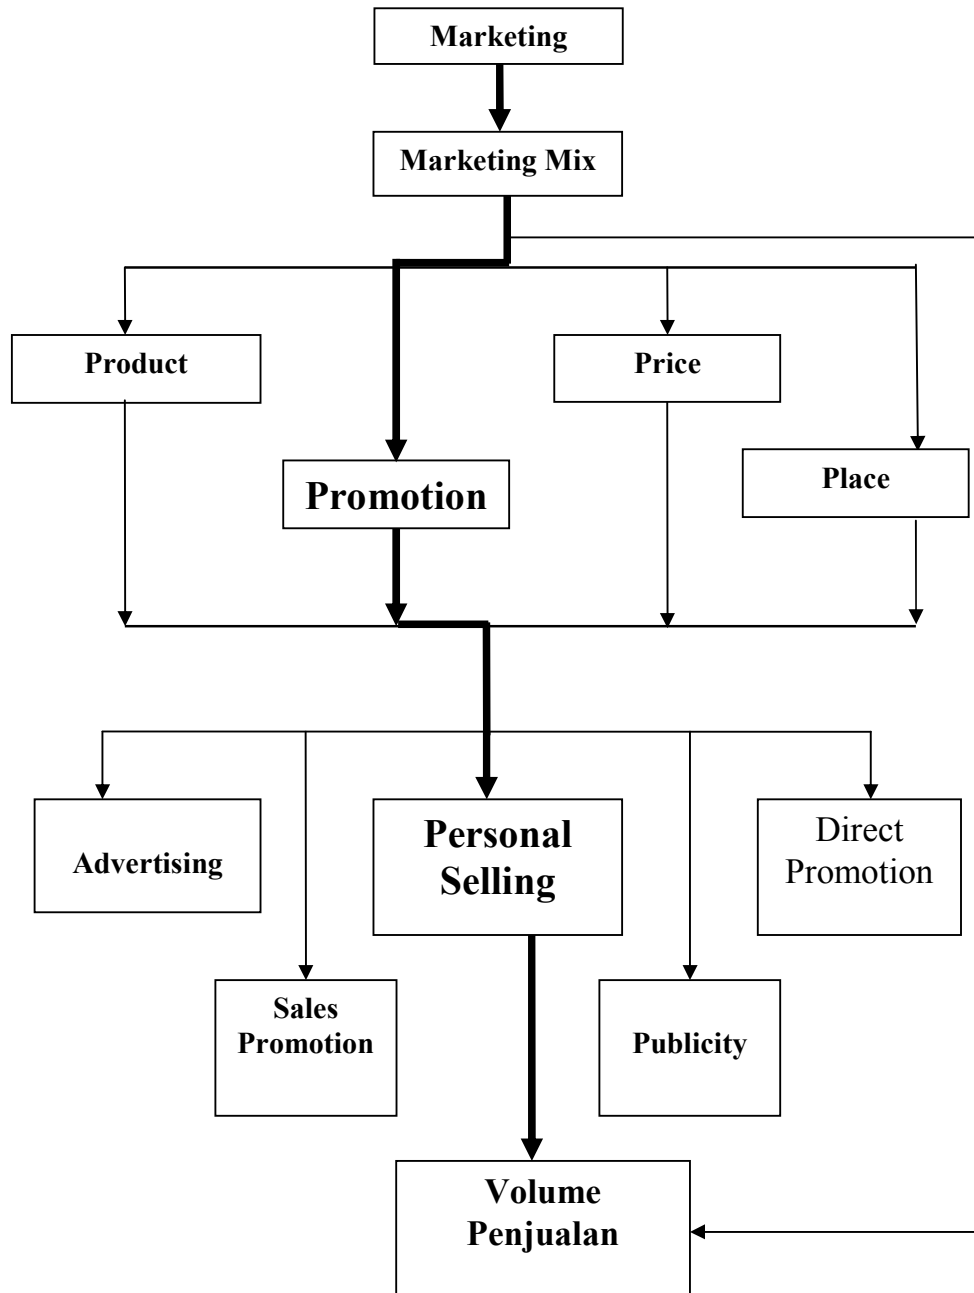 Marketing
Marketing Mix
Product
Price
Promotion
Place
Advertising
Personal
Selling
Direct
Promotion
Sales
Promotion
Publicity
Volume
Penjualan